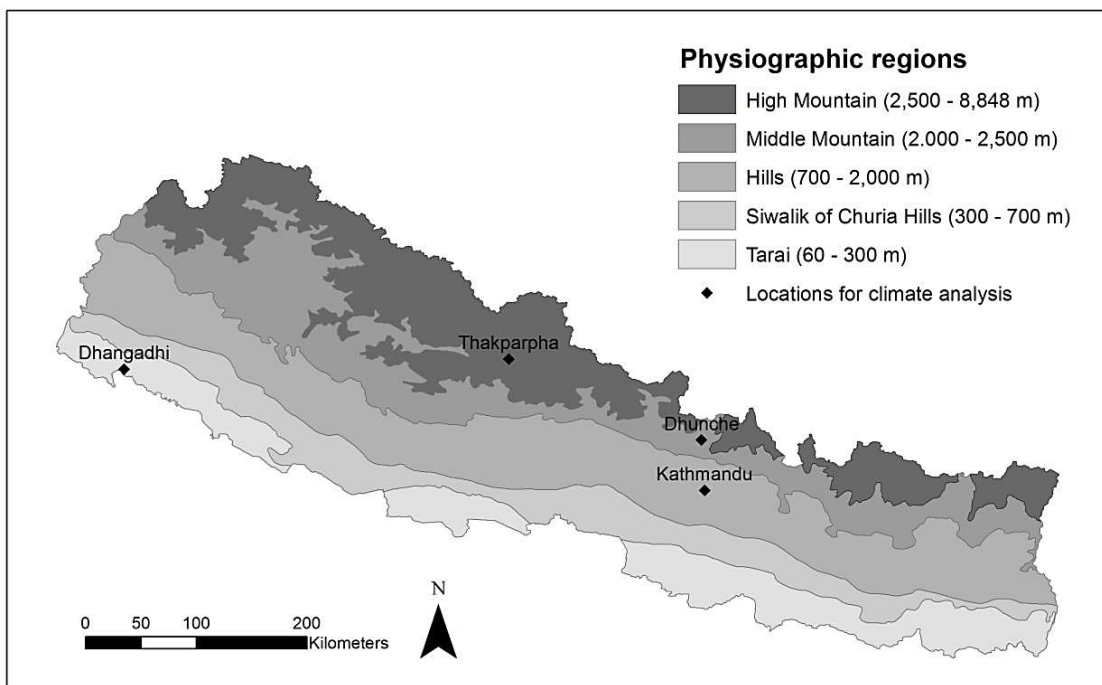 Physiographic regions
High Mountain (2,500 - 8,848 m)
Middle Mountain (2.000 - 2,500 m)
Hills (700 - 2,000 m)
Siwalik of Churia Hills (300 - 700 m)
Tarai (60 - 300 m)
Locations for climate analysis
Thakparpha
Dhangadhi
Dhunche
Kathmandu
N
0 50 100 200
Kilometers